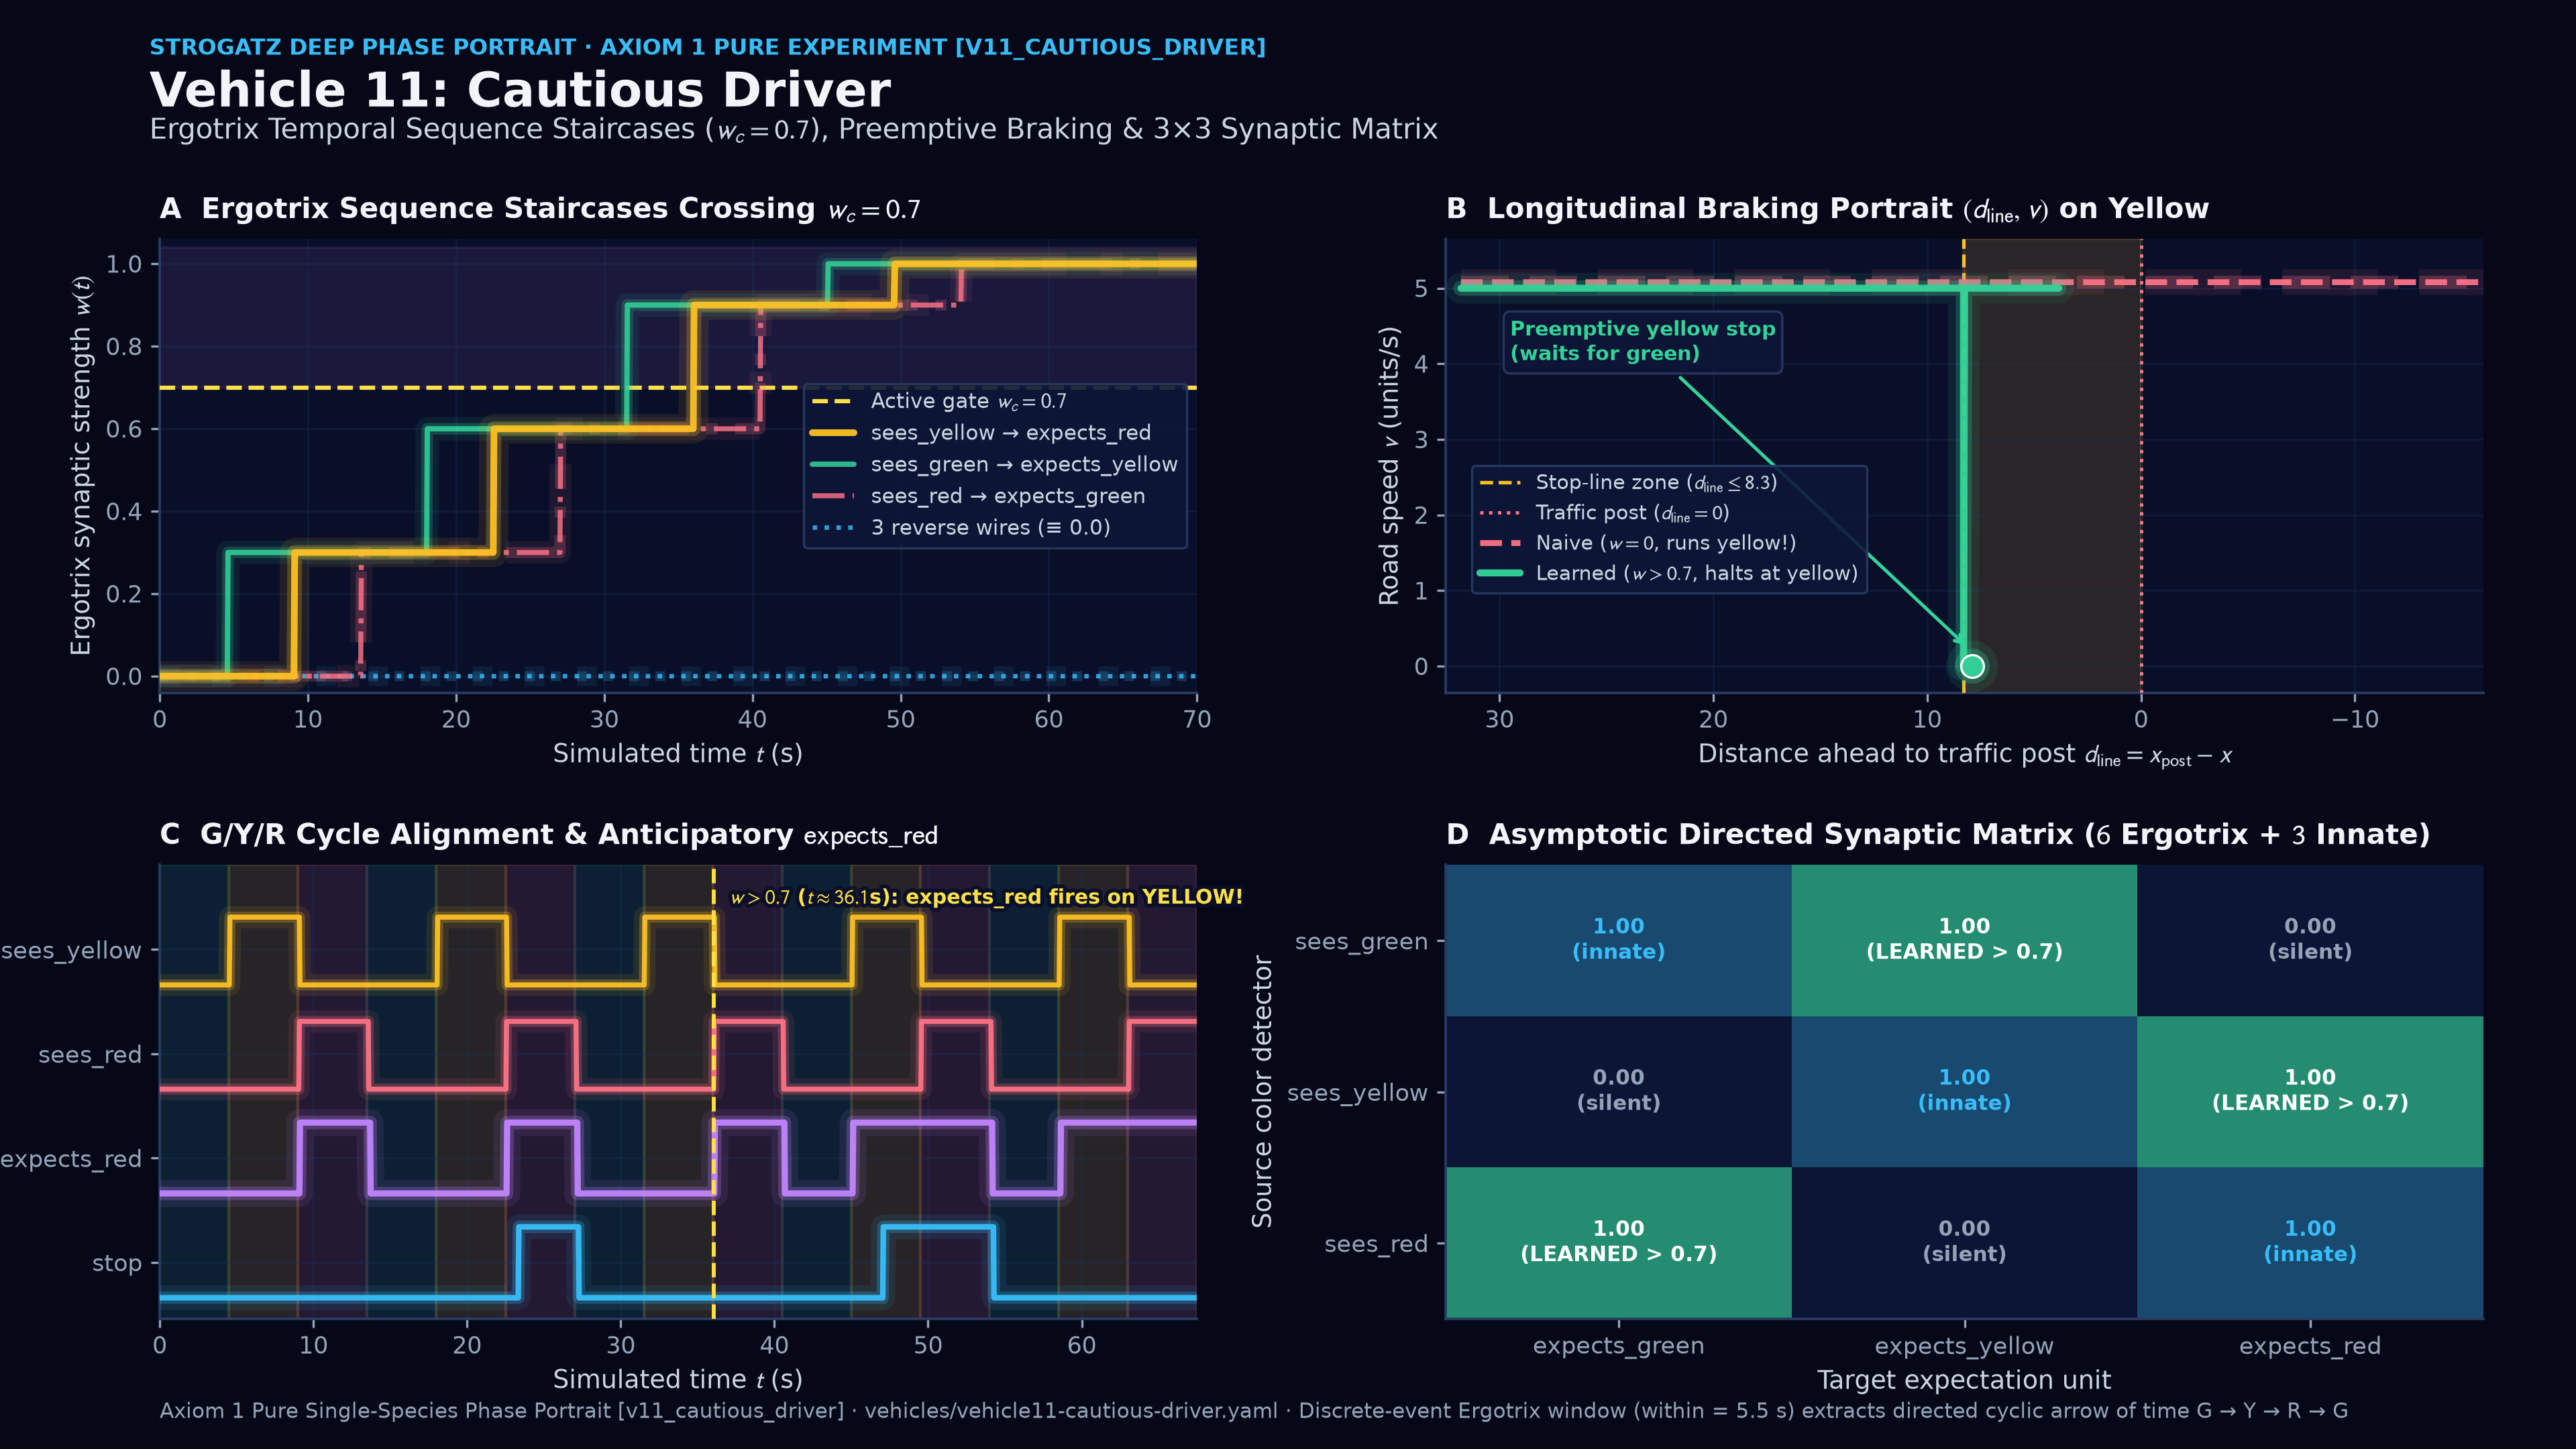 STROGATZ DEEP PHASE PORTRAIT · AXIOM 1 PURE EXPERIMENT [V11_CAUTIOUS_DRIVER]
Vehicle 11: Cautious Driver
Ergotrix Temporal Sequence Staircases (w_c = 0.7), Preemptive Braking & 3×3 Synaptic Matrix
A Ergotrix Sequence Staircases Crossing w_c = 0.7
Ergotrix synaptic strength w(t)
1.0
0.8
0.6
0.4
0.2
0.0
Active gate w_c = 0.7
sees_yellow → expects_red
sees_green → expects_yellow
sees_red → expects_green
3 reverse wires (≡ 0.0)
0 10 20 30 40 50 60 70
Simulated time t (s)
B Longitudinal Braking Portrait (d_line, v) on Yellow
Road speed v (units/s)
5
4
3
2
1
0
Preemptive yellow stop
(waits for green)
Stop-line zone (d_line ≤ 8.3)
Traffic post (d_line = 0)
Naive (w = 0, runs yellow!)
Learned (w > 0.7, halts at yellow)
30 20 10 0 −10
Distance ahead to traffic post d_line = x_post − x
C G/Y/R Cycle Alignment & Anticipatory expects_red
w > 0.7 (t ≈ 36.1s): expects_red fires on YELLOW!
sees_yellow
sees_red
expects_red
stop
0 10 20 30 40 50 60
Simulated time t (s)
D Asymptotic Directed Synaptic Matrix (6 Ergotrix + 3 Innate)
Source color detector
sees_green
1.00
(innate)
1.00
(LEARNED > 0.7)
0.00
(silent)
sees_yellow
0.00
(silent)
1.00
(innate)
1.00
(LEARNED > 0.7)
sees_red
1.00
(LEARNED > 0.7)
0.00
(silent)
1.00
(innate)
expects_green expects_yellow expects_red
Target expectation unit
Axiom 1 Pure Single-Species Phase Portrait [v11_cautious_driver] · vehicles/vehicle11-cautious-driver.yaml · Discrete-event Ergotrix window (within = 5.5 s) extracts directed cyclic arrow of time G → Y → R → G